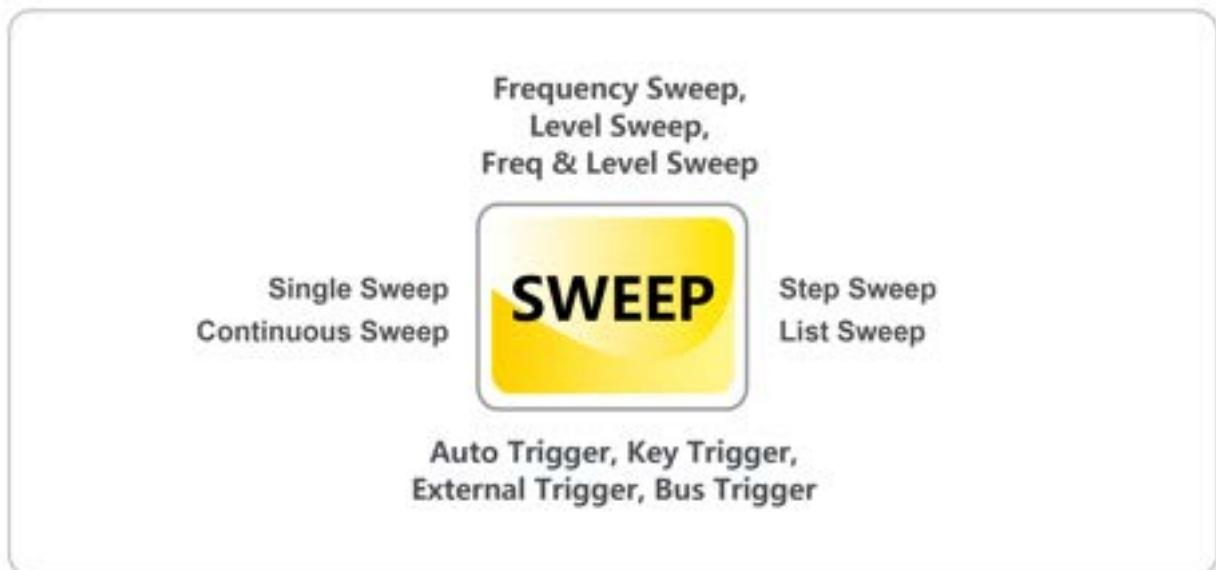 Frequency Sweep,
Level Sweep,
Freq & Level Sweep
Single Sweep
Continuous Sweep
SWEEP
Step Sweep
List Sweep
Auto Trigger, Key Trigger,
External Trigger, Bus Trigger